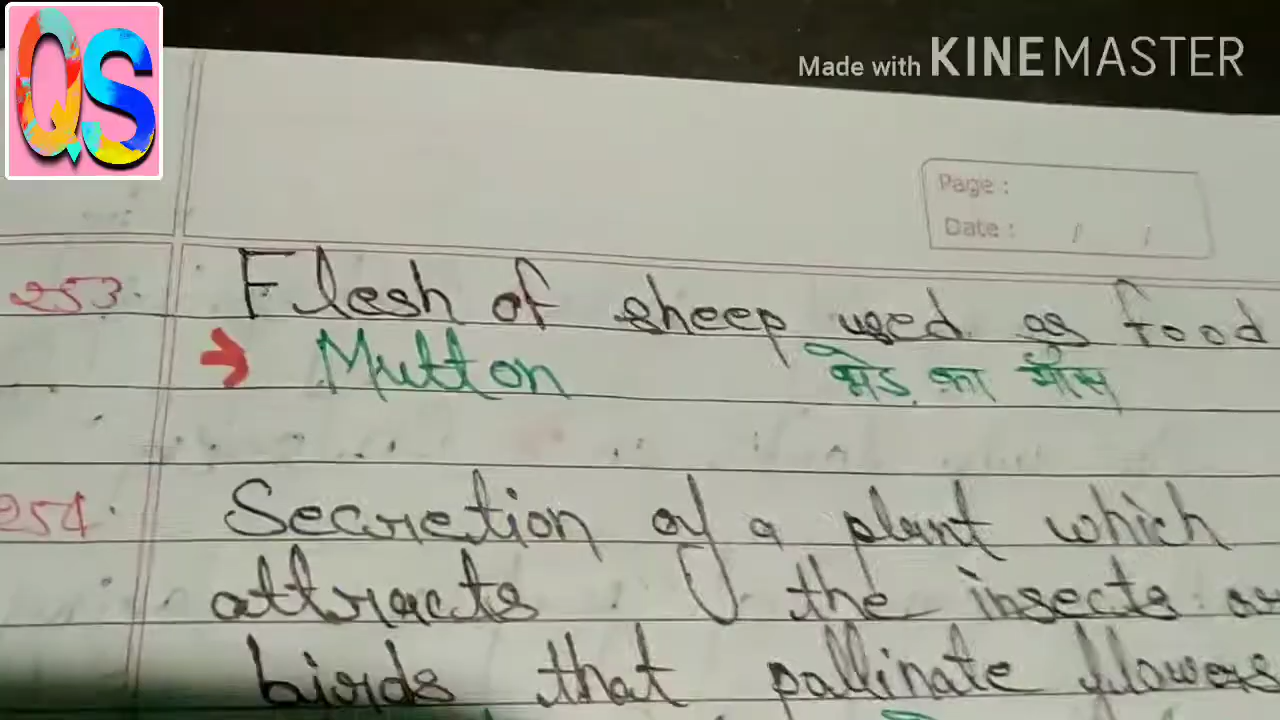 QS
Made with KINEMASTER
Page :
Date : / /
253. Flesh of sheep used as food
→ Mutton भेड़ का माँस
254. Secretion of a plant which
attracts the insects or
birds that pallinate flowers